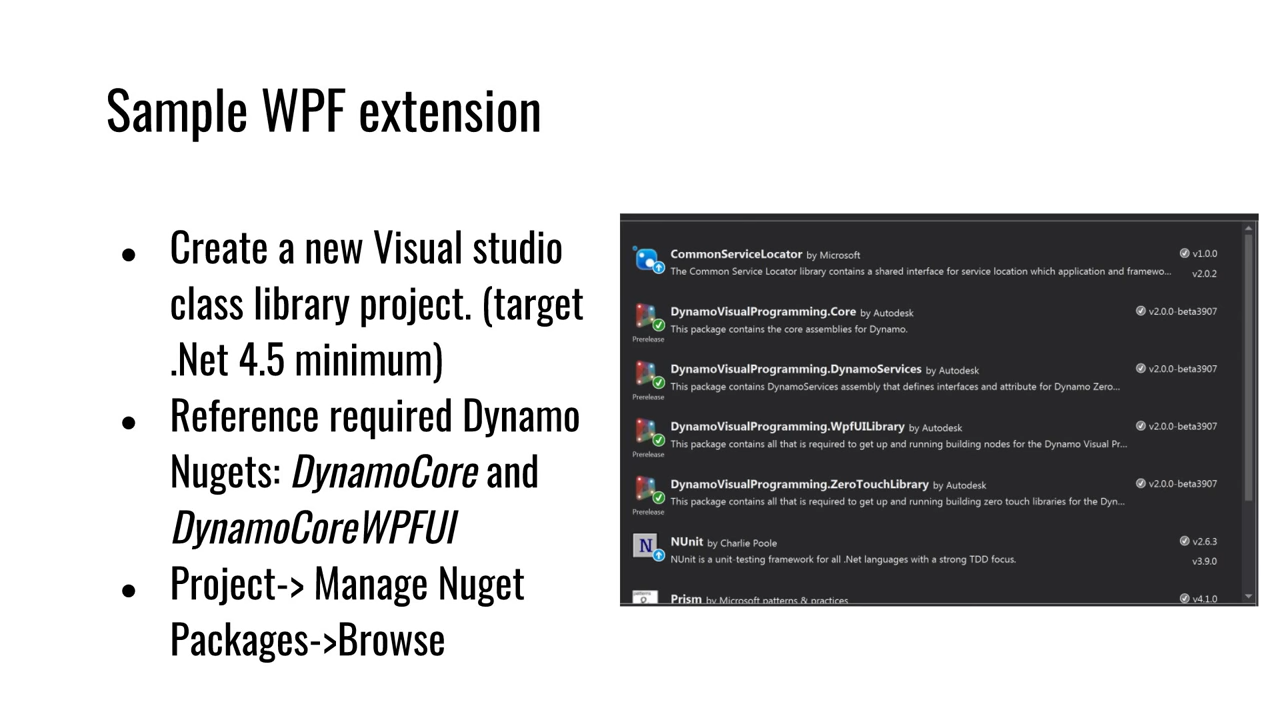 Sample WPF extension
● Create a new Visual studio
class library project. (target
.Net 4.5 minimum)
● Reference required Dynamo
Nugets: DynamoCore and
DynamoCoreWPFUI
● Project-> Manage Nuget
Packages->Browse
CommonServiceLocator by Microsoft v1.0.0
The Common Service Locator library contains a shared interface for service location which application and framewo... v2.0.2
DynamoVisualProgramming.Core by Autodesk v2.0.0-beta3907
This package contains the core assemblies for Dynamo.
Prerelease
DynamoVisualProgramming.DynamoServices by Autodesk v2.0.0-beta3907
This package contains DynamoServices assembly that defines interfaces and attribute for Dynamo Zero...
Prerelease
DynamoVisualProgramming.WpfUILibrary by Autodesk v2.0.0-beta3907
This package contains all that is required to get up and running building nodes for the Dynamo Visual Pr...
Prerelease
DynamoVisualProgramming.ZeroTouchLibrary by Autodesk v2.0.0-beta3907
This package contains all that is required to get up and running building zero touch libraries for the Dyn...
Prerelease
N NUnit by Charlie Poole v2.6.3
NUnit is a unit-testing framework for all .Net languages with a strong TDD focus. v3.9.0
Prism by Microsoft patterns & practices v4.1.0